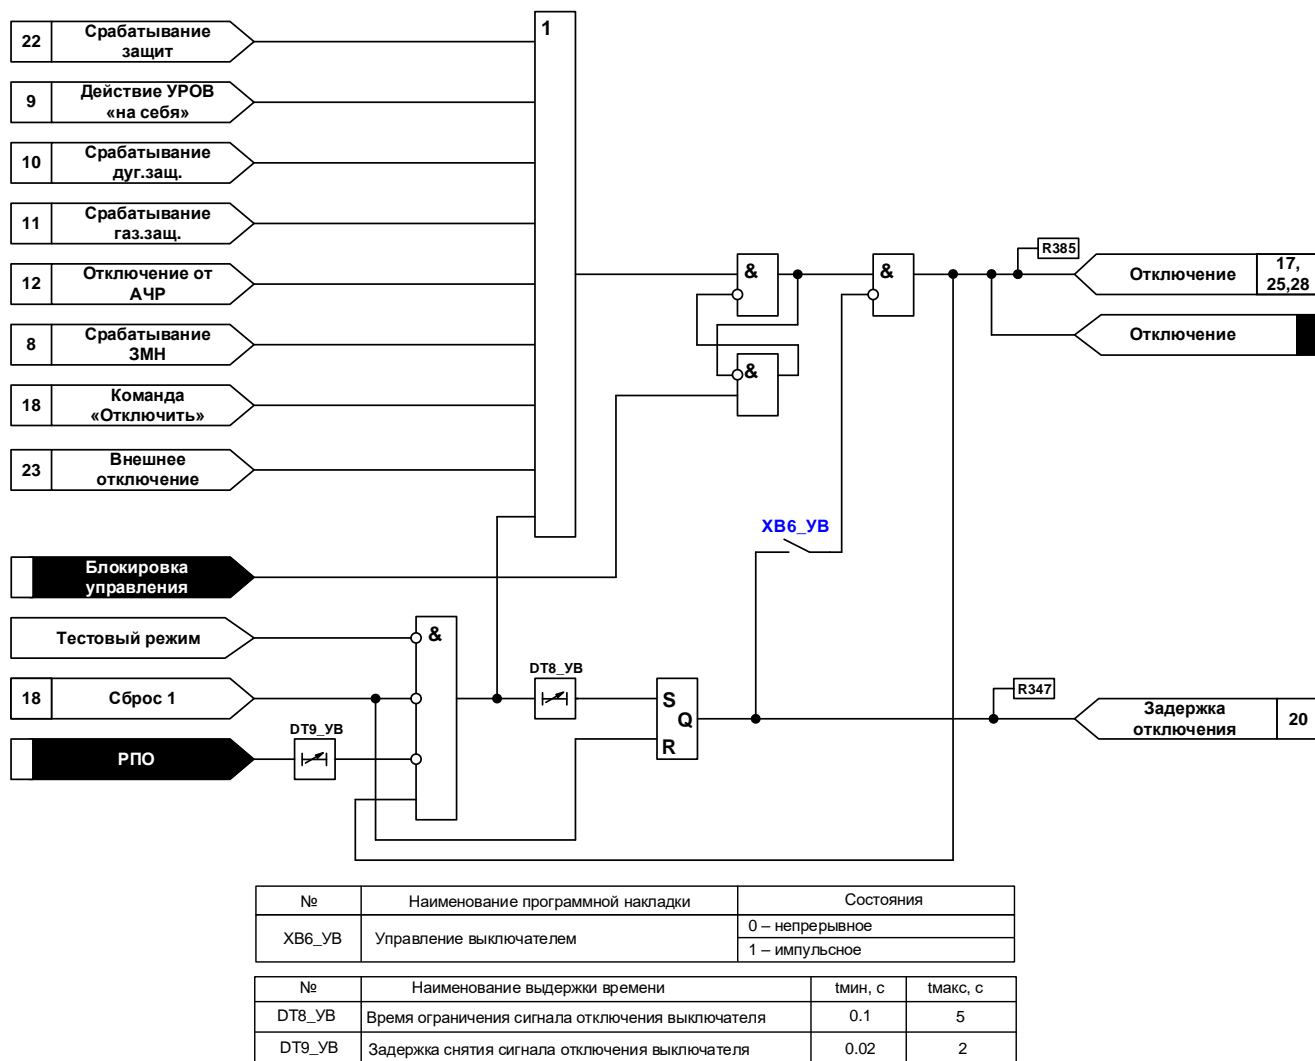 22
Срабатывание
защит
9
Действие УРОВ
«на себя»
10
Срабатывание
дуг.защ.
11
Срабатывание
газ.защ.
12
Отключение от
АЧР
8
Срабатывание
ЗМН
18
Команда
«Отключить»
23
Внешнее
отключение
Блокировка
управления
Тестовый режим
18
Сброс 1
РПО
DT9_УВ
1
&
&
&
&
DT8_УВ
S
Q
R
XB6_УВ
R385
Отключение
17,
25,28
Отключение
R347
Задержка
отключения
20
№ Наименование программной накладки Состояния
XB6_УВ Управление выключателем 0 – непрерывное
1 – импульсное
№ Наименование выдержки времени tмин, с tмакс, с
DT8_УВ Время ограничения сигнала отключения выключателя 0.1 5
DT9_УВ Задержка снятия сигнала отключения выключателя 0.02 2